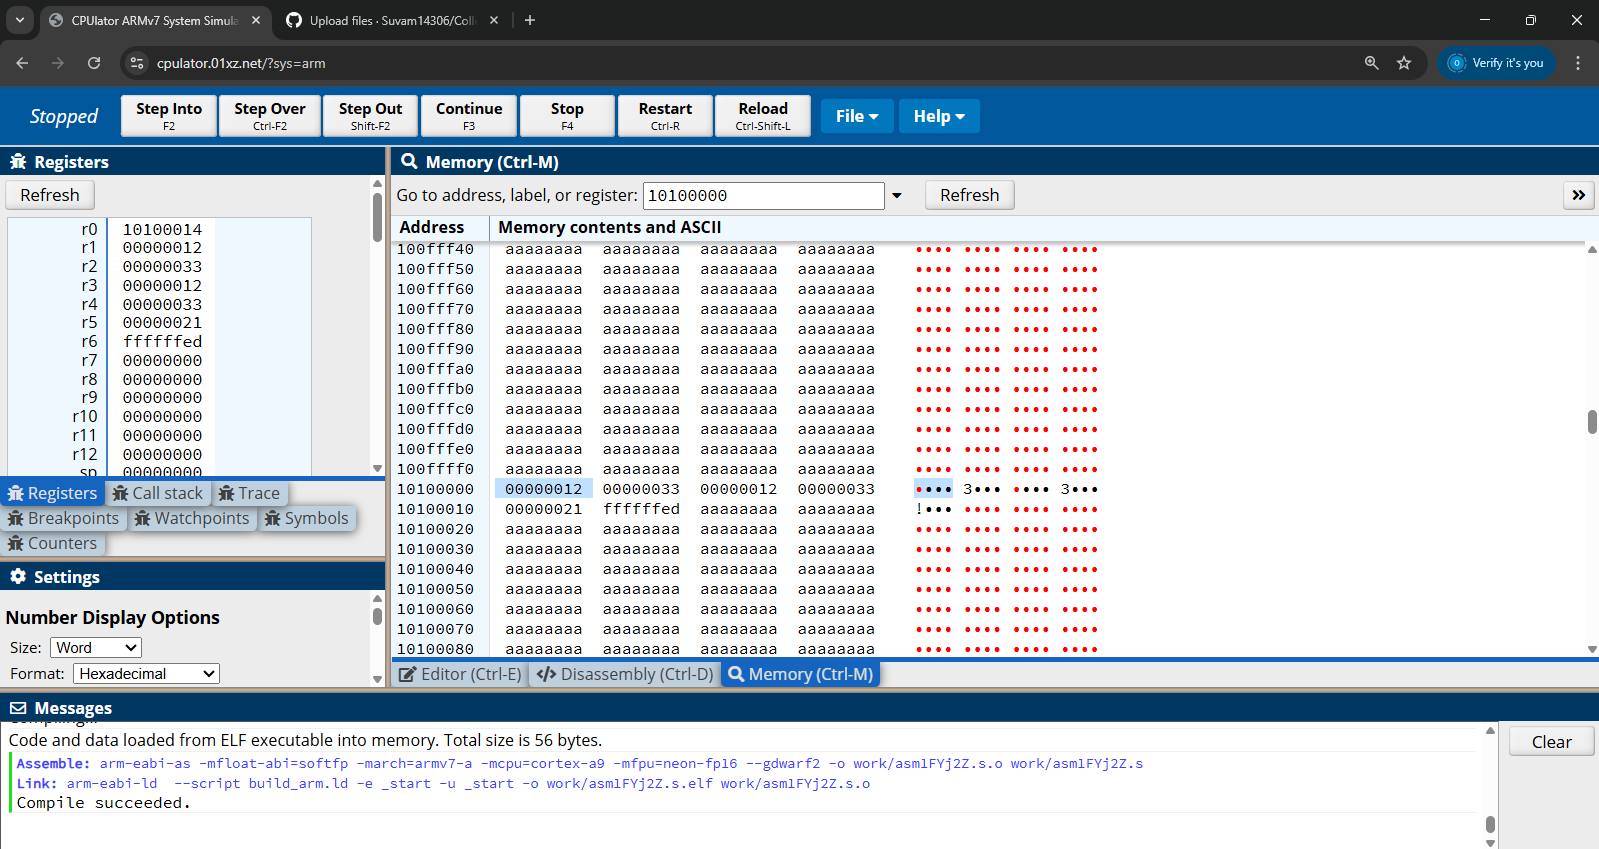 CPUlator ARMv7 System Simula
Upload files · Suvam14306/Coll
cpulator.01xz.net/?sys=arm
Verify it's you
Stopped
Step Into
F2
Step Over
Ctrl-F2
Step Out
Shift-F2
Continue
F3
Stop
F4
Restart
Ctrl-R
Reload
Ctrl-Shift-L
File
Help
Registers
Refresh
r0 10100014
r1 00000012
r2 00000033
r3 00000012
r4 00000033
r5 00000021
r6 ffffffed
r7 00000000
r8 00000000
r9 00000000
r10 00000000
r11 00000000
r12 00000000
sp 00000000
Registers Call stack Trace
Breakpoints Watchpoints Symbols
Counters
Settings
Number Display Options
Size: Word
Format: Hexadecimal
Memory (Ctrl-M)
Go to address, label, or register: 10100000 Refresh
Address Memory contents and ASCII
100fff40 aaaaaaaa aaaaaaaa aaaaaaaa aaaaaaaa •••• •••• •••• ••••
100fff50 aaaaaaaa aaaaaaaa aaaaaaaa aaaaaaaa •••• •••• •••• ••••
100fff60 aaaaaaaa aaaaaaaa aaaaaaaa aaaaaaaa •••• •••• •••• ••••
100fff70 aaaaaaaa aaaaaaaa aaaaaaaa aaaaaaaa •••• •••• •••• ••••
100fff80 aaaaaaaa aaaaaaaa aaaaaaaa aaaaaaaa •••• •••• •••• ••••
100fff90 aaaaaaaa aaaaaaaa aaaaaaaa aaaaaaaa •••• •••• •••• ••••
100fffa0 aaaaaaaa aaaaaaaa aaaaaaaa aaaaaaaa •••• •••• •••• ••••
100fffb0 aaaaaaaa aaaaaaaa aaaaaaaa aaaaaaaa •••• •••• •••• ••••
100fffc0 aaaaaaaa aaaaaaaa aaaaaaaa aaaaaaaa •••• •••• •••• ••••
100fffd0 aaaaaaaa aaaaaaaa aaaaaaaa aaaaaaaa •••• •••• •••• ••••
100fffe0 aaaaaaaa aaaaaaaa aaaaaaaa aaaaaaaa •••• •••• •••• ••••
100ffff0 aaaaaaaa aaaaaaaa aaaaaaaa aaaaaaaa •••• •••• •••• ••••
10100000 00000012 00000033 00000012 00000033 •••• 3••• •••• 3•••
10100010 00000021 ffffffed aaaaaaaa aaaaaaaa !••• •••• •••• ••••
10100020 aaaaaaaa aaaaaaaa aaaaaaaa aaaaaaaa •••• •••• •••• ••••
10100030 aaaaaaaa aaaaaaaa aaaaaaaa aaaaaaaa •••• •••• •••• ••••
10100040 aaaaaaaa aaaaaaaa aaaaaaaa aaaaaaaa •••• •••• •••• ••••
10100050 aaaaaaaa aaaaaaaa aaaaaaaa aaaaaaaa •••• •••• •••• ••••
10100060 aaaaaaaa aaaaaaaa aaaaaaaa aaaaaaaa •••• •••• •••• ••••
10100070 aaaaaaaa aaaaaaaa aaaaaaaa aaaaaaaa •••• •••• •••• ••••
10100080 aaaaaaaa aaaaaaaa aaaaaaaa aaaaaaaa •••• •••• •••• ••••
Editor (Ctrl-E) Disassembly (Ctrl-D) Memory (Ctrl-M)
Messages
Clear
Code and data loaded from ELF executable into memory. Total size is 56 bytes.
Assemble: arm-eabi-as -mfloat-abi=softfp -march=armv7-a -mcpu=cortex-a9 -mfpu=neon-fp16 --gdwarf2 -o work/asmlFYj2Z.s.o work/asmlFYj2Z.s
Link: arm-eabi-ld --script build_arm.ld -e _start -u _start -o work/asmlFYj2Z.s.elf work/asmlFYj2Z.s.o
Compile succeeded.